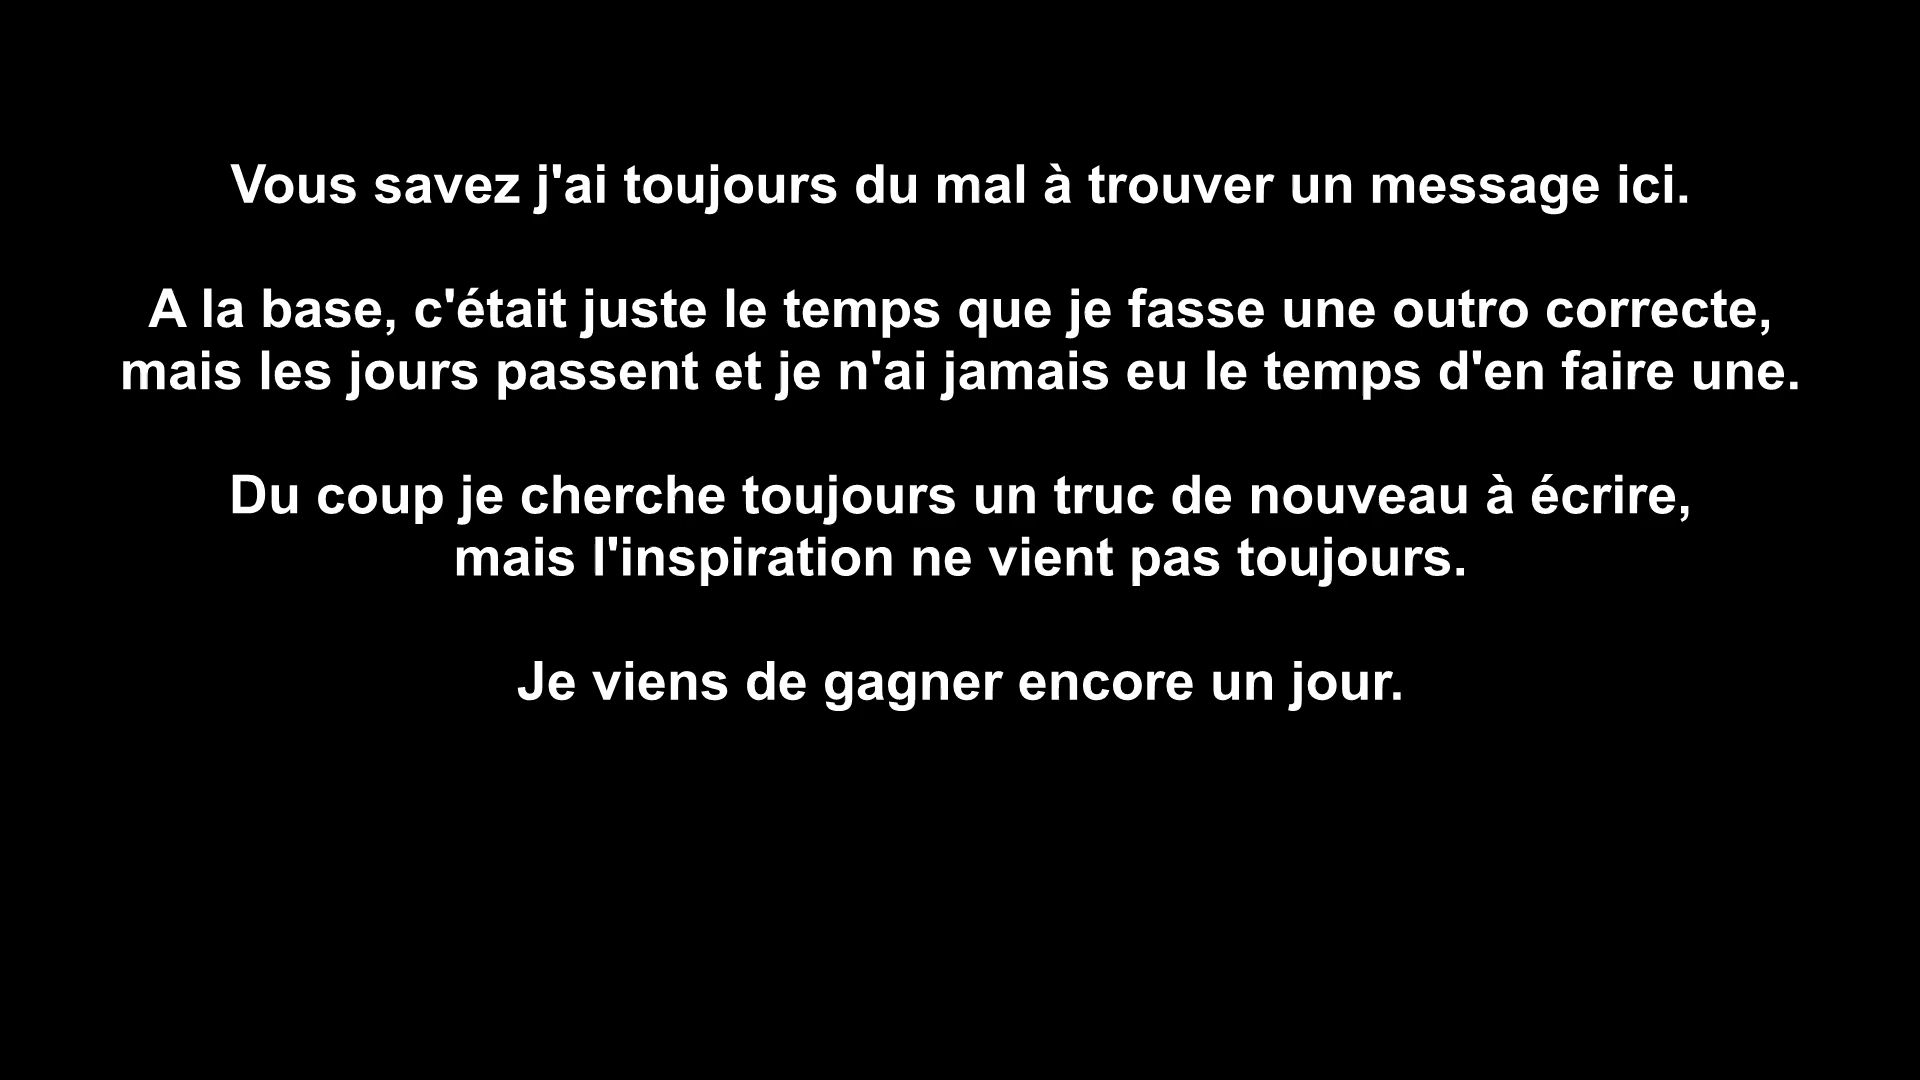 Vous savez j'ai toujours du mal à trouver un message ici.
A la base, c'était juste le temps que je fasse une outro correcte,
mais les jours passent et je n'ai jamais eu le temps d'en faire une.
Du coup je cherche toujours un truc de nouveau à écrire,
mais l'inspiration ne vient pas toujours.
Je viens de gagner encore un jour.